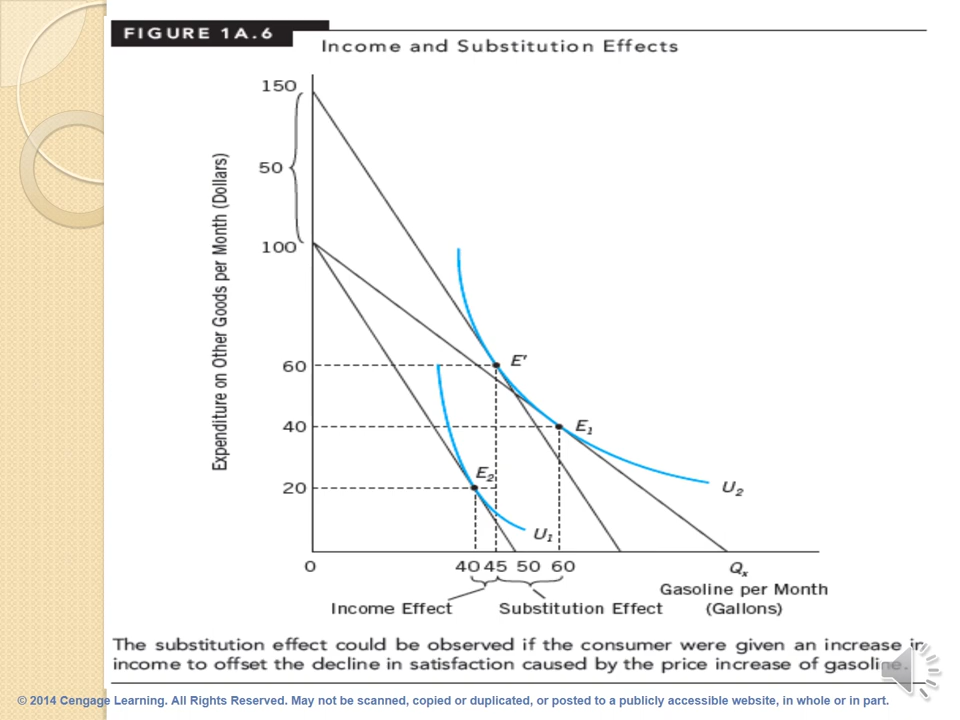 FIGURE 1A.6
Income and Substitution Effects
150
50
100
60
40
20
Expenditure on Other Goods per Month (Dollars)
E'
E1
E2
U2
U1
0
40 45 50 60
Qx
Gasoline per Month
(Gallons)
Income Effect
Substitution Effect
The substitution effect could be observed if the consumer were given an increase in
income to offset the decline in satisfaction caused by the price increase of gasoline.
© 2014 Cengage Learning. All Rights Reserved. May not be scanned, copied or duplicated, or posted to a publicly accessible website, in whole or in part.